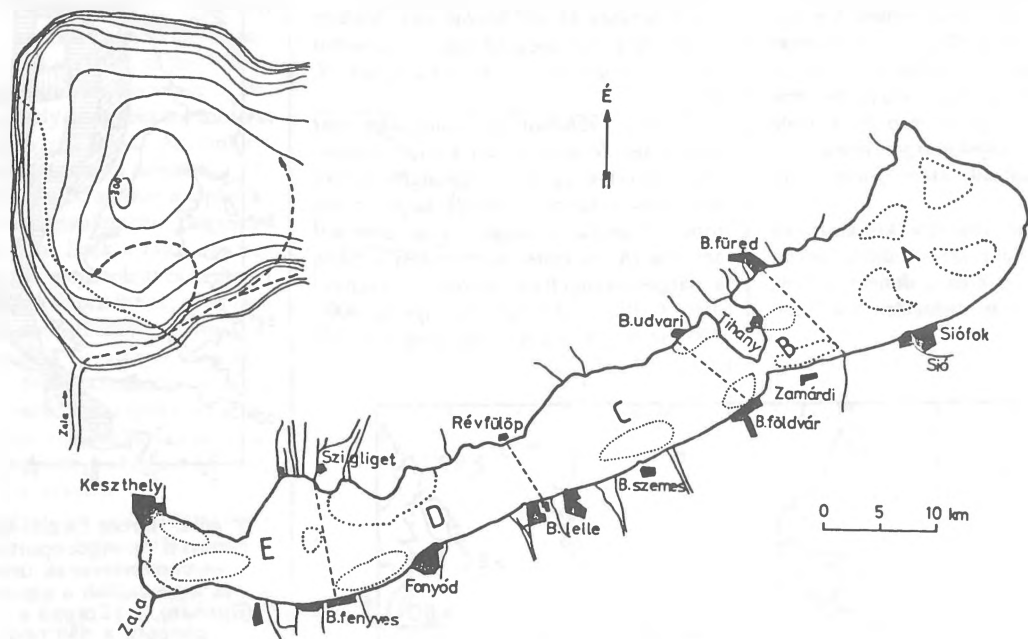 300
Zala →
É
B.füred
A
B.udvari
Tihany
B
Siófok
Sió
Zamárdi
B.földvár
C
Révfülöp
B.szemes
B. lelle
Szigliget
Keszthely
D
E
Fonyód
B.fenyves
Zala
0 5 10 km